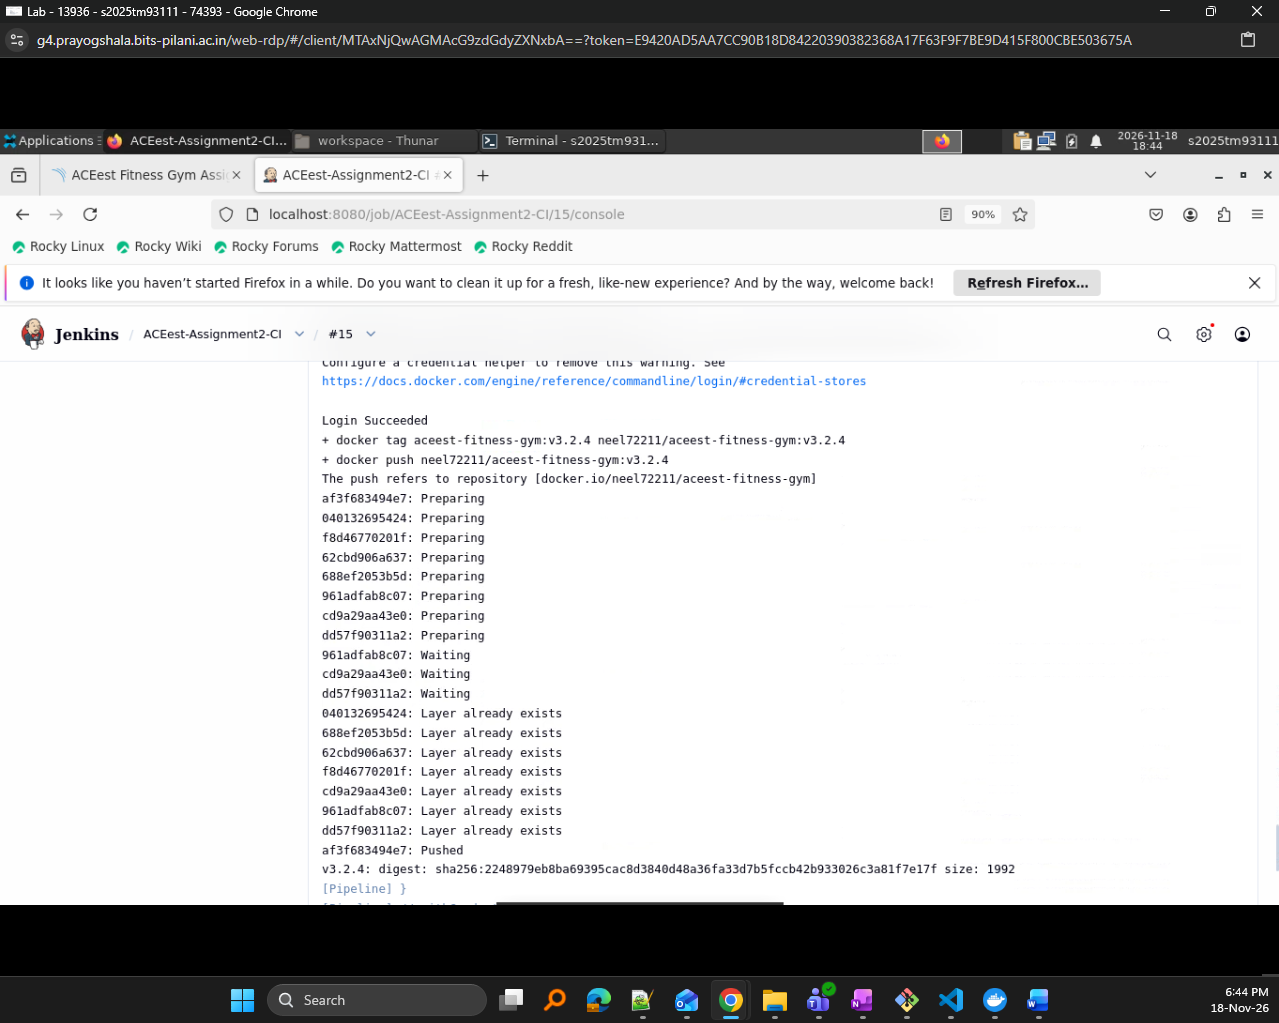 Lab - 13936 - s2025tm93111 - 74393 - Google Chrome
g4.prayogshala.bits-pilani.ac.in/web-rdp/#/client/MTAxNjQwAGMAcG9zdGdyZXNxbA==?token=E9420AD5AA7CC90B18D84220390382368A17F63F9F7BE9D415F800CBE503675A
Applications
ACEest-Assignment2-CI...
workspace - Thunar
Terminal - s2025tm931...
2026-11-18
18:44
s2025tm93111
ACEest Fitness Gym Assi
ACEest-Assignment2-CI #
localhost:8080/job/ACEest-Assignment2-CI/15/console
90%
Rocky Linux
Rocky Wiki
Rocky Forums
Rocky Mattermost
Rocky Reddit
It looks like you haven't started Firefox in a while. Do you want to clean it up for a fresh, like-new experience? And by the way, welcome back!
Refresh Firefox...
Jenkins / ACEest-Assignment2-CI / #15
Configure a credential helper to remove this warning. See
https://docs.docker.com/engine/reference/commandline/login/#credential-stores
Login Succeeded
+ docker tag aceest-fitness-gym:v3.2.4 neel72211/aceest-fitness-gym:v3.2.4
+ docker push neel72211/aceest-fitness-gym:v3.2.4
The push refers to repository [docker.io/neel72211/aceest-fitness-gym]
af3f683494e7: Preparing
040132695424: Preparing
f8d46770201f: Preparing
62cbd906a637: Preparing
688ef2053b5d: Preparing
961adfab8c07: Preparing
cd9a29aa43e0: Preparing
dd57f90311a2: Preparing
961adfab8c07: Waiting
cd9a29aa43e0: Waiting
dd57f90311a2: Waiting
040132695424: Layer already exists
688ef2053b5d: Layer already exists
62cbd906a637: Layer already exists
f8d46770201f: Layer already exists
cd9a29aa43e0: Layer already exists
961adfab8c07: Layer already exists
dd57f90311a2: Layer already exists
af3f683494e7: Pushed
v3.2.4: digest: sha256:2248979eb8ba69395cac8d3840d48a36fa33d7b5fccb42b933026c3a81f7e17f size: 1992
[Pipeline] }
Search
6:44 PM
18-Nov-26